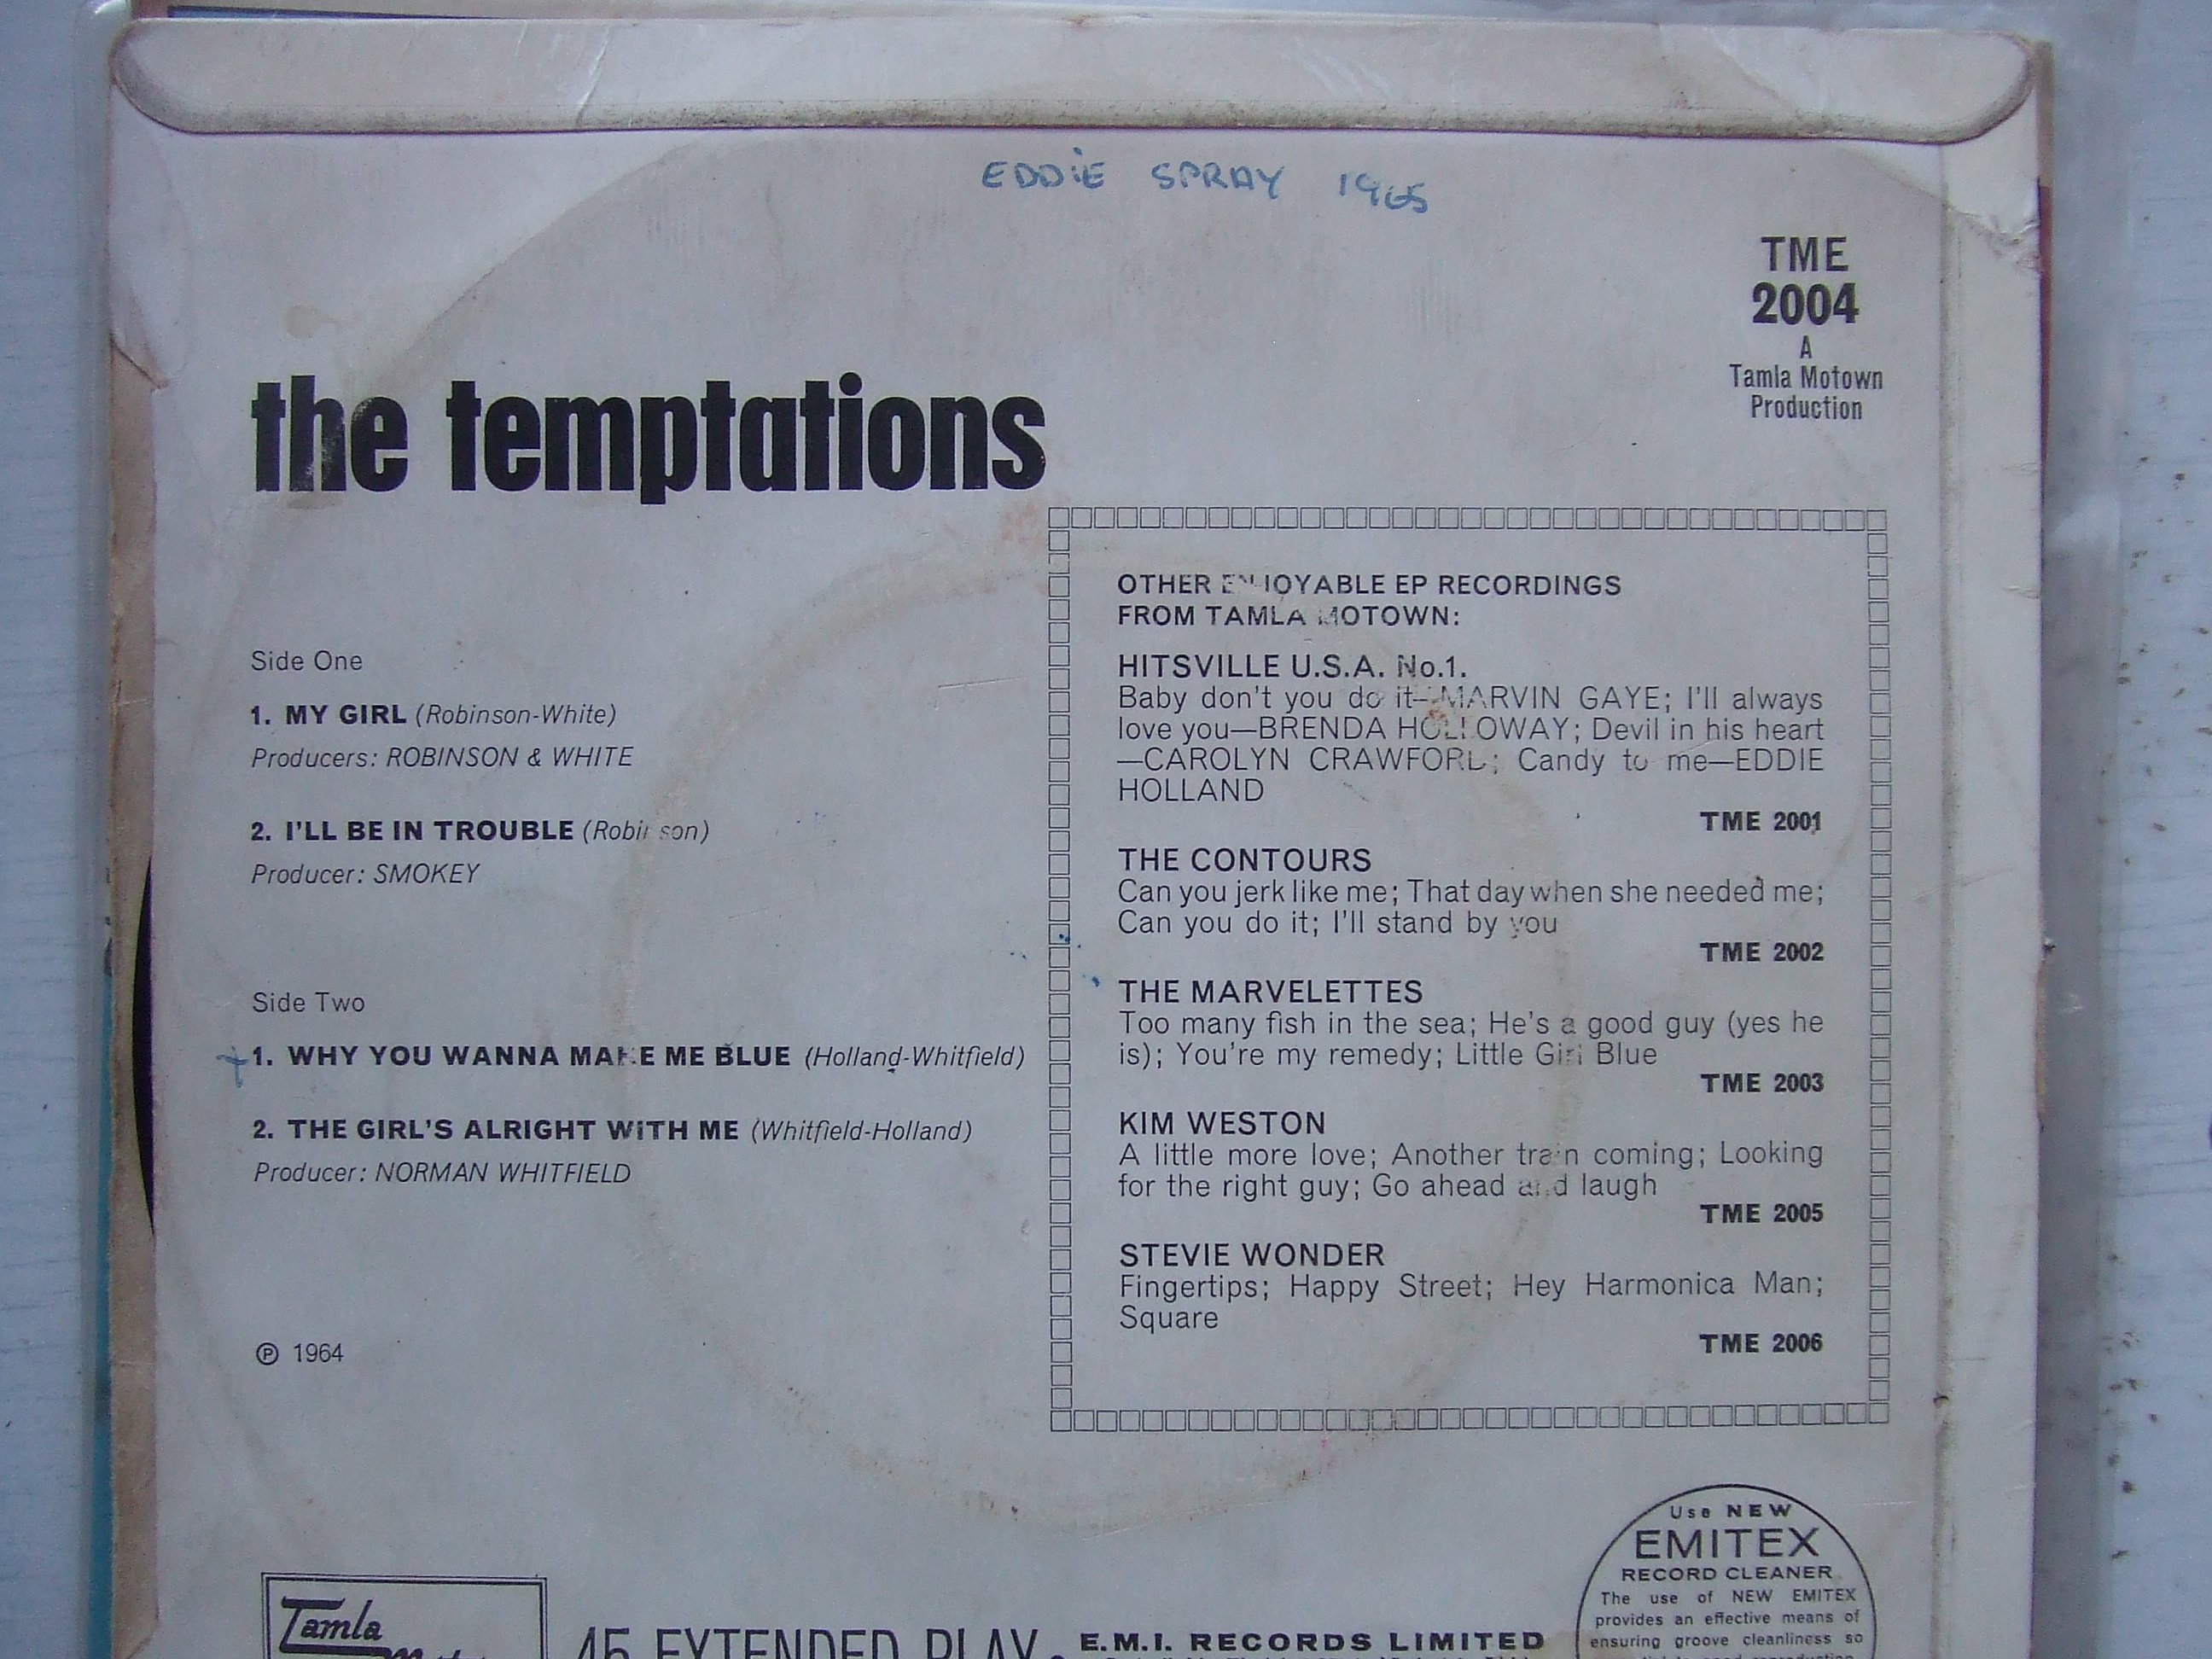 EDDIE SPRAY 1965
TME
2004
A
Tamla Motown
Production
the temptations
Side One
1. MY GIRL (Robinson-White)
Producers: ROBINSON & WHITE
2. I'LL BE IN TROUBLE (Robinson)
Producer: SMOKEY
Side Two
1. WHY YOU WANNA MAKE ME BLUE (Holland-Whitfield)
2. THE GIRL'S ALRIGHT WITH ME (Whitfield-Holland)
Producer: NORMAN WHITFIELD
℗ 1964
OTHER ENJOYABLE EP RECORDINGS
FROM TAMLA MOTOWN:
HITSVILLE U.S.A. No.1.
Baby don't you do it—MARVIN GAYE; I'll always
love you—BRENDA HOLLOWAY; Devil in his heart
—CAROLYN CRAWFORD; Candy to me—EDDIE
HOLLAND
TME 2001
THE CONTOURS
Can you jerk like me; That day when she needed me;
Can you do it; I'll stand by you
TME 2002
THE MARVELETTES
Too many fish in the sea; He's a good guy (yes he
is); You're my remedy; Little Girl Blue
TME 2003
KIM WESTON
A little more love; Another train coming; Looking
for the right guy; Go ahead and laugh
TME 2005
STEVIE WONDER
Fingertips; Happy Street; Hey Harmonica Man;
Square
TME 2006
Tamla
45 EXTENDED PLAY
E.M.I. RECORDS LIMITED
Use NEW
EMITEX
RECORD CLEANER
The use of NEW EMITEX
provides an effective means of
ensuring groove cleanliness so